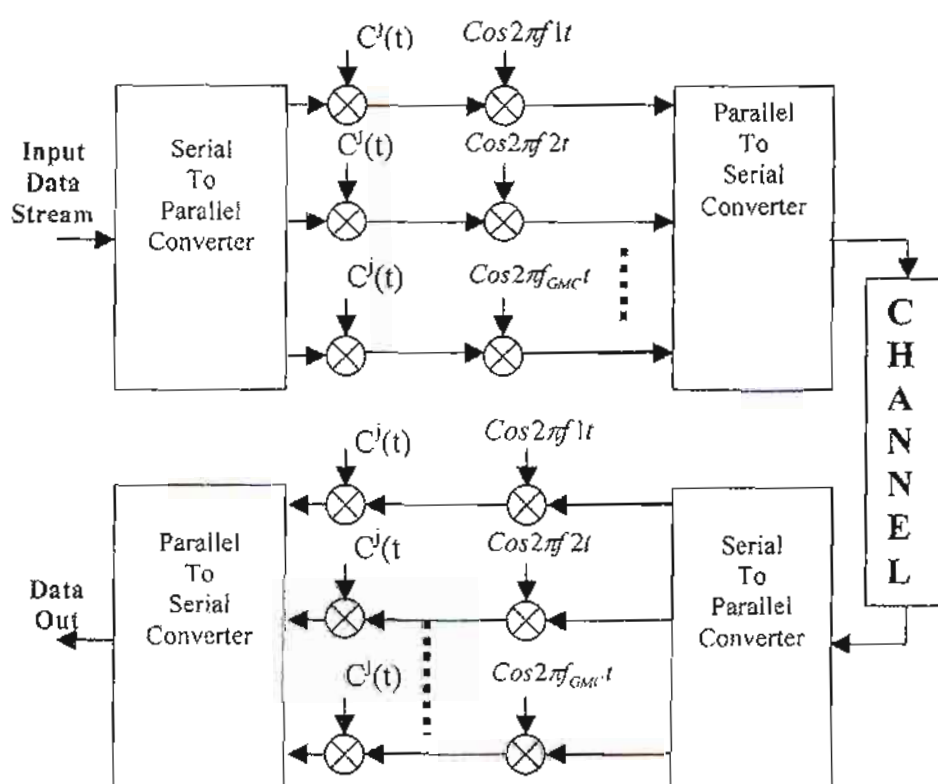 C^j(t)
Cos2πf1t
Input
Data
Stream
Serial
To
Parallel
Converter
C^j(t)
Cos2πf2t
Parallel
To
Serial
Converter
C^j(t)
Cos2πf_GMC t
CHANNEL
C^j(t)
Cos2πf1t
Data
Out
Parallel
To
Serial
Converter
C^j(t
Cos2πf2t
Serial
To
Parallel
Converter
C^j(t)
Cos2πf_GMC t